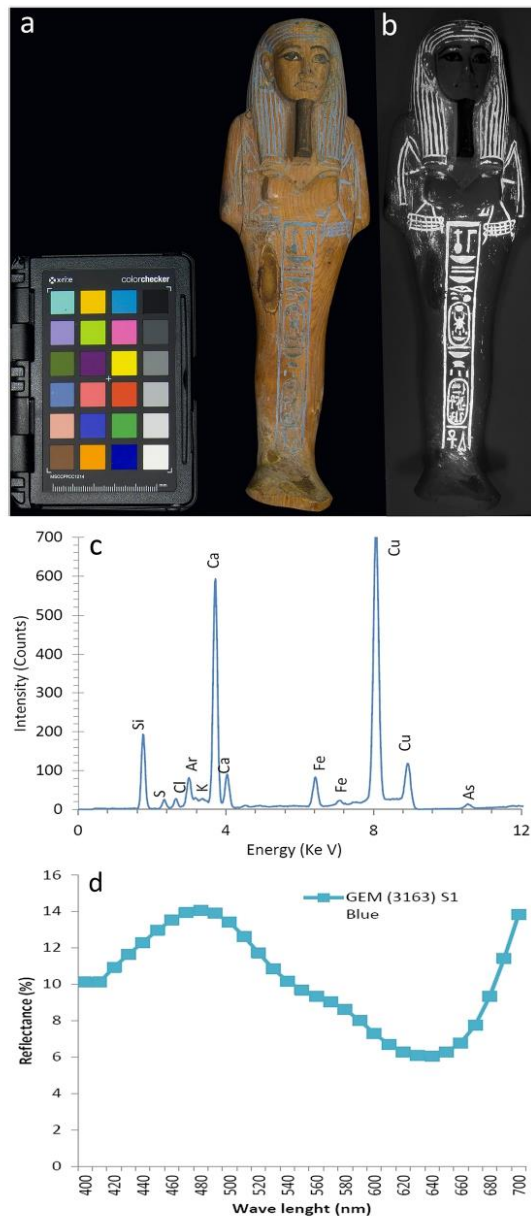 a
b
x-rite colorchecker
MSCCPPCC1214
mm
c
700
600
500
400
300
200
100
0
Intensity (Counts)
Si
S
Cl
Ar
K
Ca
Ca
Fe
Fe
Cu
Cu
As
0 4 8 12
Energy (Ke V)
d
GEM (3163) S1
Blue
16
14
12
10
8
6
4
2
0
Reflectance (%)
400 420 440 460 480 500 520 540 560 580 600 620 640 660 680 700
Wave lenght (nm)